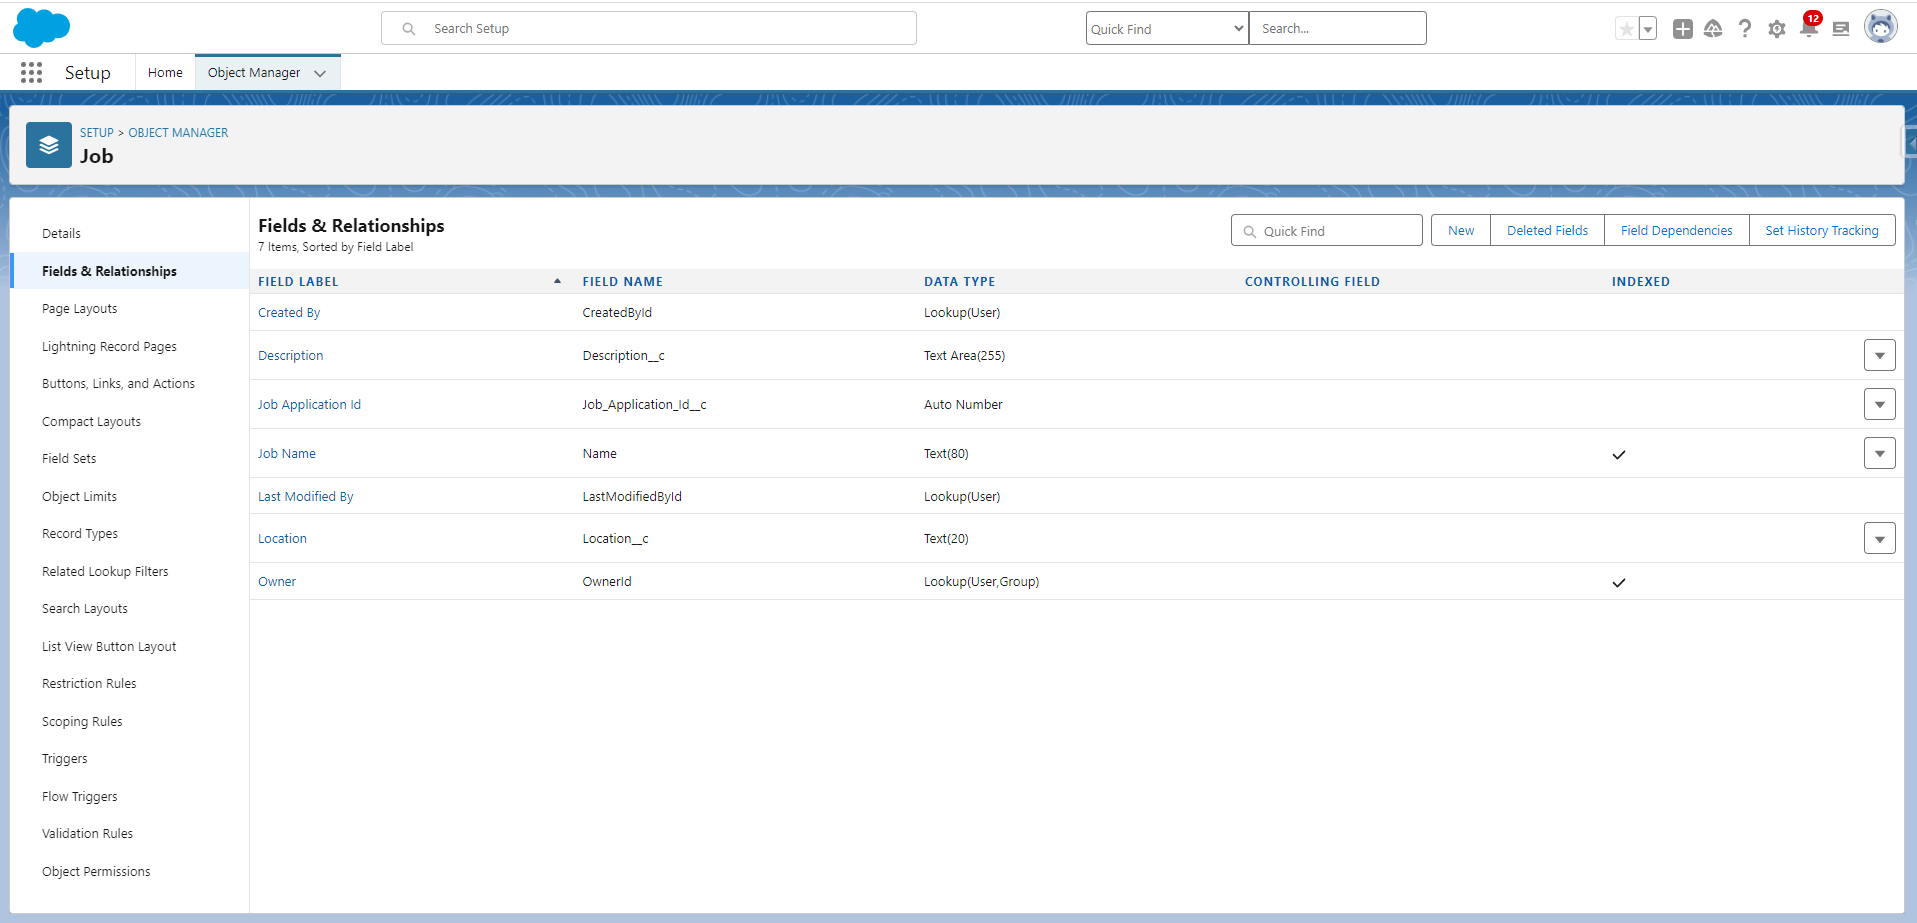 Search Setup
Quick Find
Search...
12
Setup
Home
Object Manager
SETUP > OBJECT MANAGER
Job
Details
Fields & Relationships
Page Layouts
Lightning Record Pages
Buttons, Links, and Actions
Compact Layouts
Field Sets
Object Limits
Record Types
Related Lookup Filters
Search Layouts
List View Button Layout
Restriction Rules
Scoping Rules
Triggers
Flow Triggers
Validation Rules
Object Permissions
Fields & Relationships
7 Items, Sorted by Field Label
Quick Find
New
Deleted Fields
Field Dependencies
Set History Tracking
FIELD LABEL FIELD NAME DATA TYPE CONTROLLING FIELD INDEXED
Created By CreatedById Lookup(User)
Description Description__c Text Area(255)
Job Application Id Job_Application_Id__c Auto Number
Job Name Name Text(80)
Last Modified By LastModifiedById Lookup(User)
Location Location__c Text(20)
Owner OwnerId Lookup(User,Group)